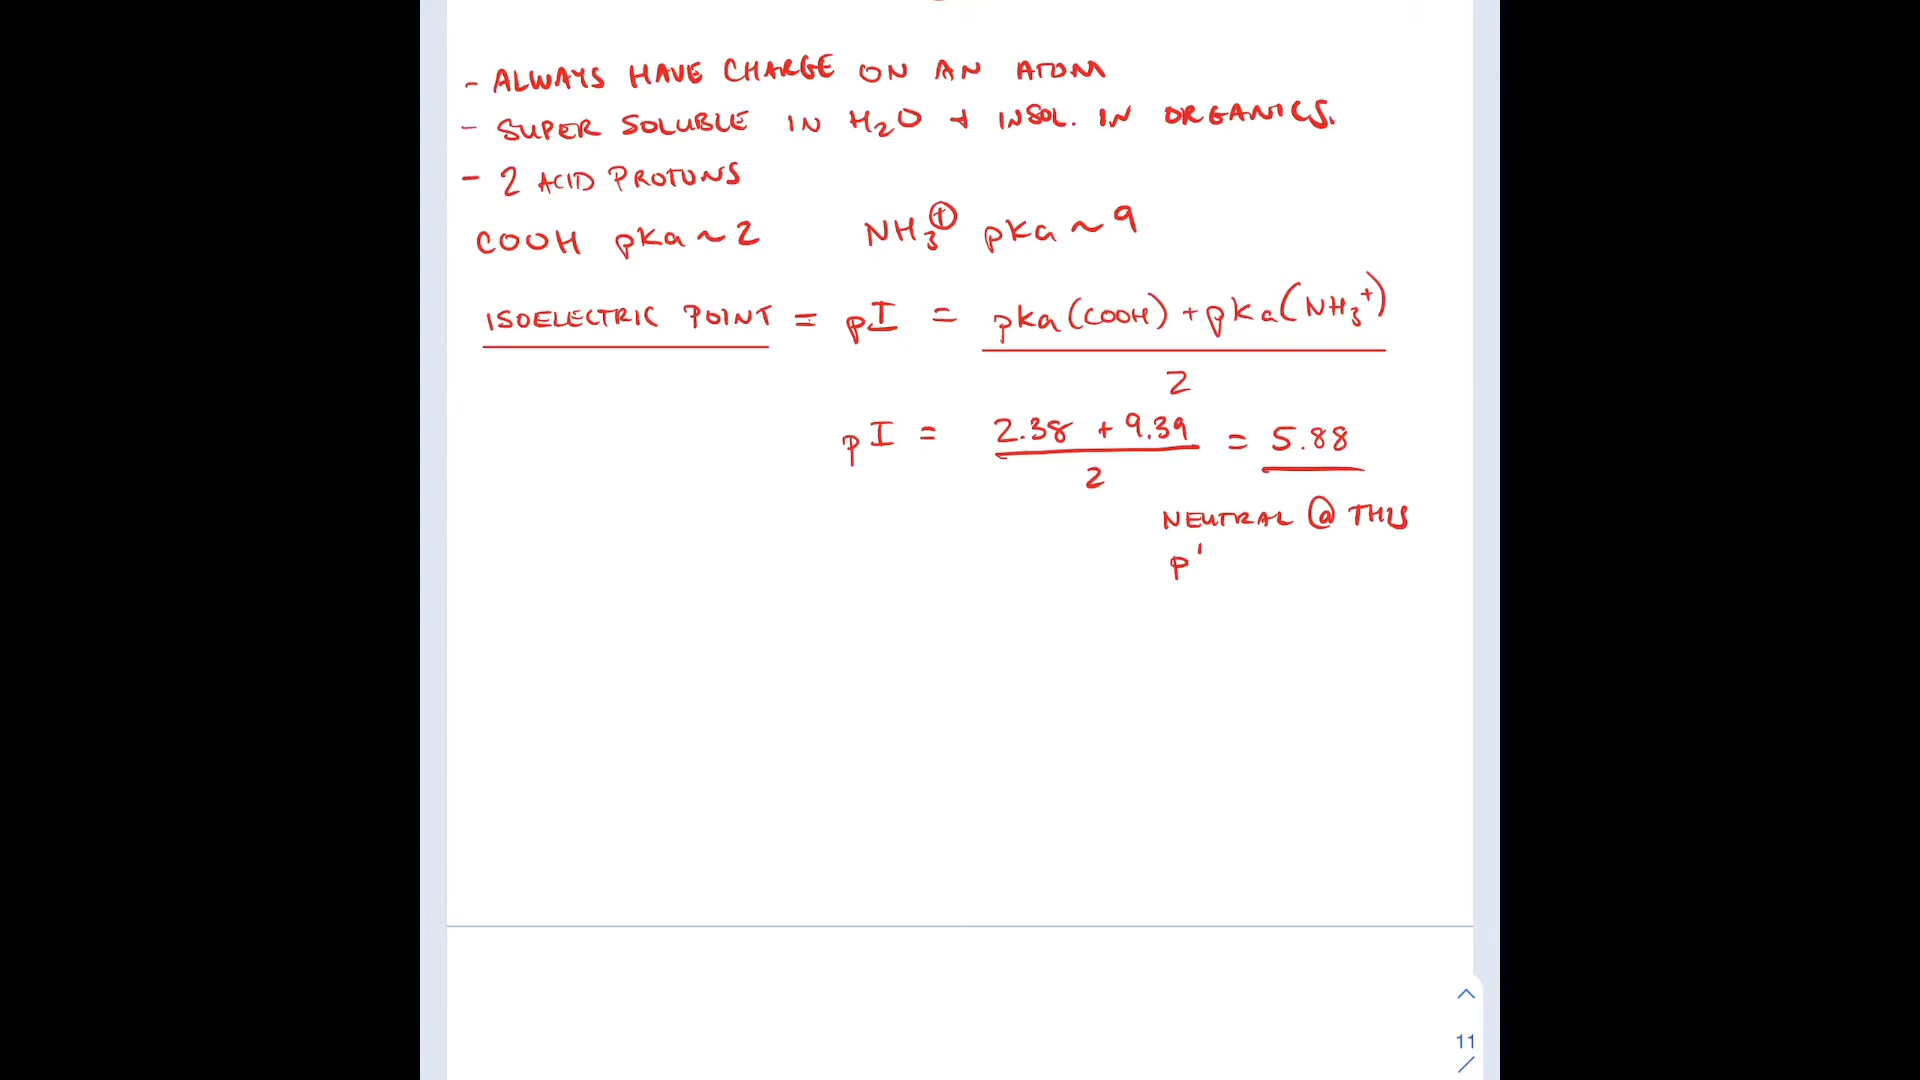 - ALWAYS HAVE CHARGE ON AN ATOM
- SUPER SOLUBLE IN H2O + INSOL. IN ORGANICS.
- 2 ACID PROTONS
COOH pKa ~ 2 NH3⊕ pKa ~ 9
ISOELECTRIC POINT = pI = pKa(COOH) + pKa(NH3+)
2
pI = 2.38 + 9.39 = 5.88
2
NEUTRAL @ THIS
p'
11
/